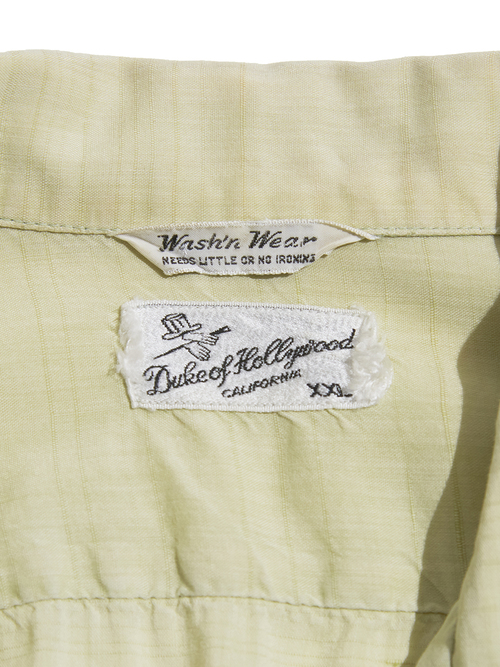 Wash'n Wear
NEEDS LITTLE OR NO IRONING
Duke of Hollywood
CALIFORNIA
XXL